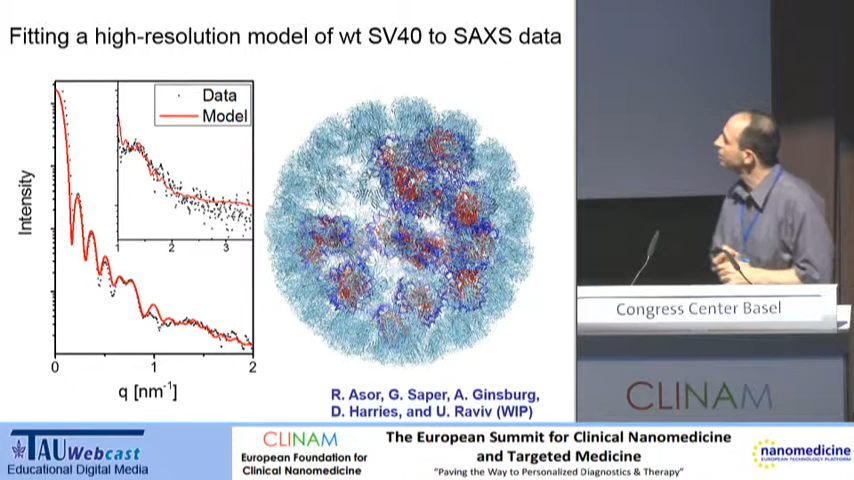 Fitting a high-resolution model of wt SV40 to SAXS data
Data
Model
Intensity
1
2
3
0
1
2
q [nm⁻¹]
R. Asor, G. Saper, A. Ginsburg,
D. Harries, and U. Raviv (WIP)
Congress Center Basel
CLINAM
TAU Webcast
Educational Digital Media
CLINAM
European Foundation for
Clinical Nanomedicine
The European Summit for Clinical Nanomedicine
and Targeted Medicine
"Paving the Way to Personalized Diagnostics & Therapy"
nanomedicine
EUROPEAN TECHNOLOGY PLATFORM